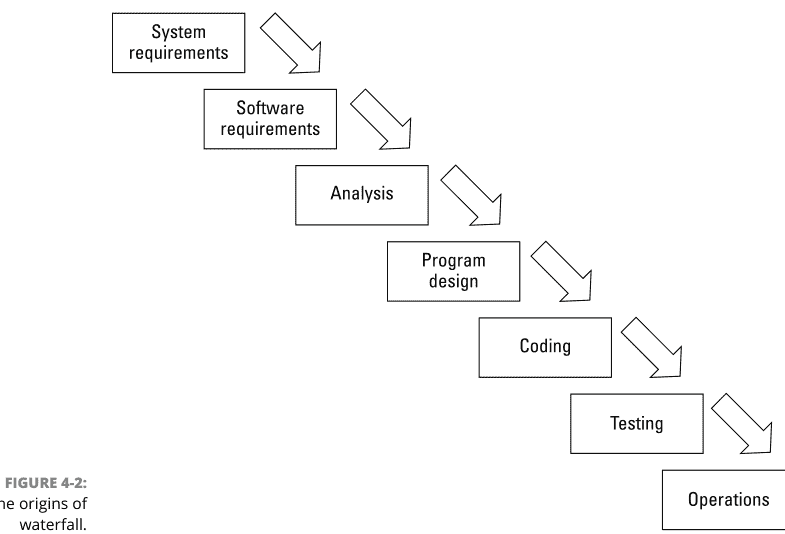 System
requirements
Software
requirements
Analysis
Program
design
Coding
Testing
Operations
FIGURE 4-2:
he origins of
waterfall.